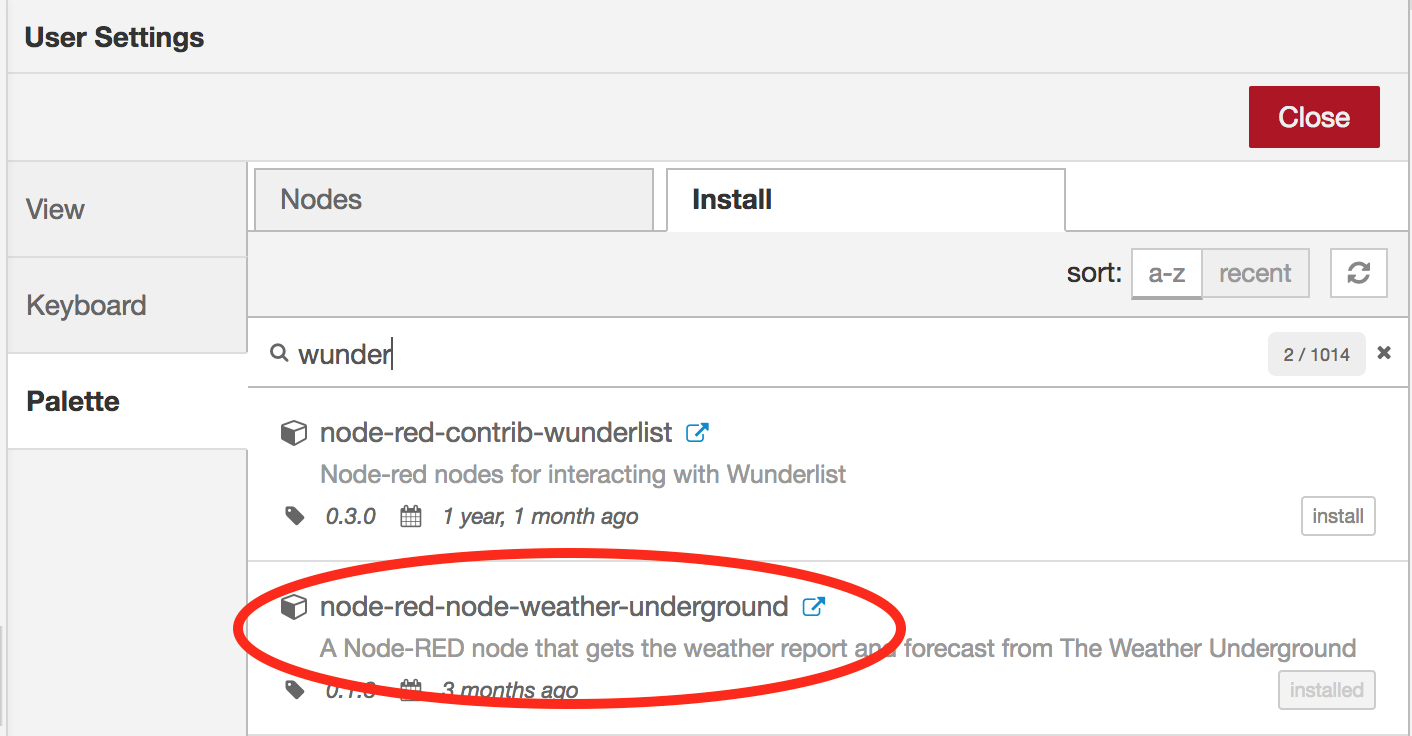 User Settings
Close
View
Keyboard
Palette
Nodes
Install
sort: a-z recent
wunder
2 / 1014
node-red-contrib-wunderlist
Node-red nodes for interacting with Wunderlist
0.3.0 1 year, 1 month ago
install
node-red-node-weather-underground
A Node-RED node that gets the weather report and forecast from The Weather Underground
3 months ago
installed